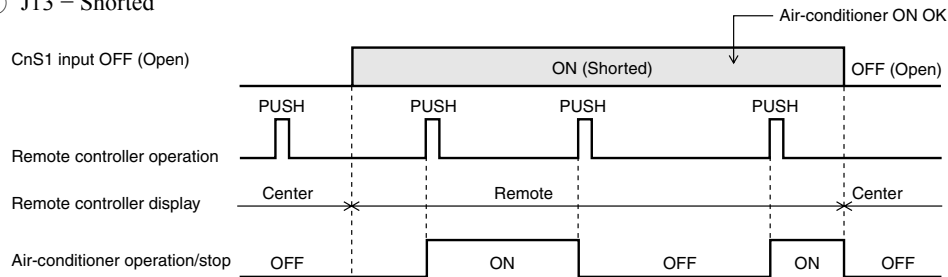 J13 − Shorted
Air-conditioner ON OK
CnS1 input OFF (Open)
ON (Shorted)
OFF (Open)
PUSH PUSH PUSH PUSH
Remote controller operation
Center Remote Center
Remote controller display
Air-conditioner operation/stop OFF ON OFF ON OFF